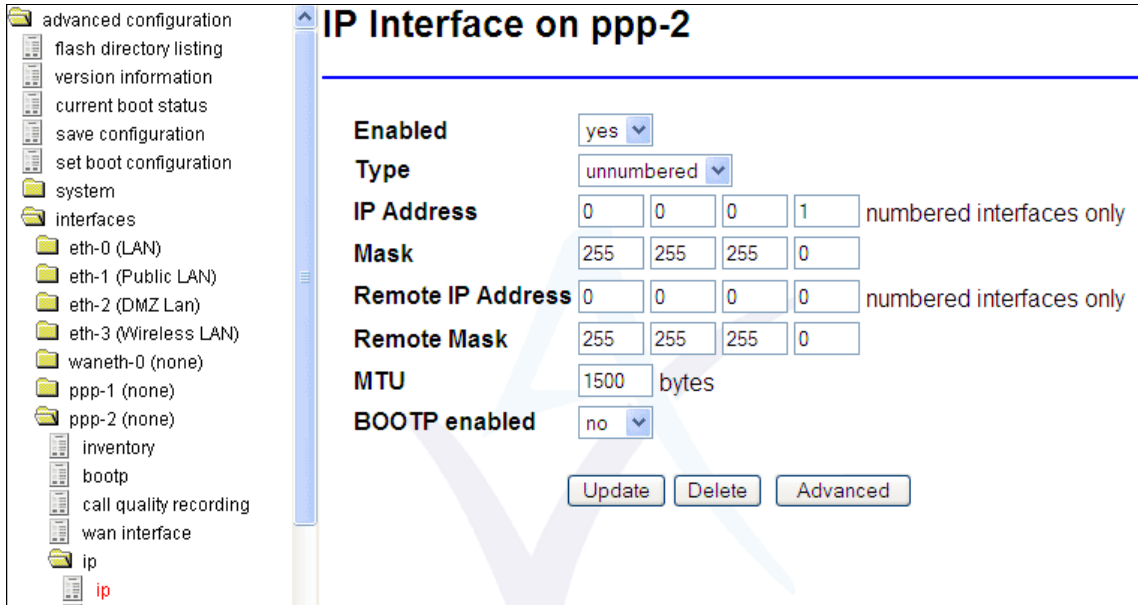 advanced configuration
flash directory listing
version information
current boot status
save configuration
set boot configuration
system
interfaces
eth-0 (LAN)
eth-1 (Public LAN)
eth-2 (DMZ Lan)
eth-3 (Wireless LAN)
waneth-0 (none)
ppp-1 (none)
ppp-2 (none)
inventory
bootp
call quality recording
wan interface
ip
ip
IP Interface on ppp-2
Enabled yes
Type unnumbered
IP Address 0 0 0 1 numbered interfaces only
Mask 255 255 255 0
Remote IP Address 0 0 0 0 numbered interfaces only
Remote Mask 255 255 255 0
MTU 1500 bytes
BOOTP enabled no
Update Delete Advanced